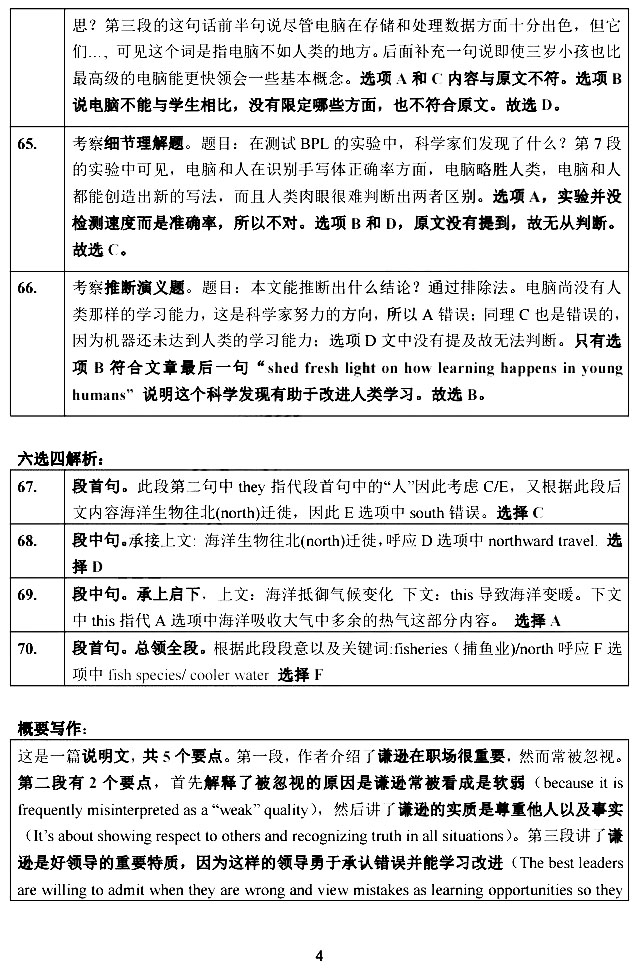 思？第三段的这句话前半句说尽管电脑在存储和处理数据方面十分出色，但它
们…，可见这个词是指电脑不如人类的地方。后面补充一句说即使三岁小孩也比
最高级的电脑能更快领会一些基本概念。选项 A 和 C 内容与原文不符。选项 B
说电脑不能与学生相比，没有限定哪些方面，也不符合原文。故选 D。
65. 考察细节理解题。题目：在测试 BPL 的实验中，科学家们发现了什么？第 7 段
的实验中可见，电脑和人在识别手写体正确率方面，电脑略胜人类，电脑和人
都能创造出新的写法，而且人类肉眼很难判断出两者区别。选项 A，实验并没
检测速度而是准确率，所以不对。选项 B 和 D，原文没有提到，故无从判断。
故选 C。
66. 考察推断演义题。题目：本文能推断出什么结论？通过排除法。电脑尚没有人
类那样的学习能力，这是科学家努力的方向，所以 A 错误；同理 C 也是错误的，
因为机器还未达到人类的学习能力；选项 D 文中没有提及故无法判断。只有选
项 B 符合文章最后一句“shed fresh light on how learning happens in young
humans”说明这个科学发现有助于改进人类学习。故选 B。
六选四解析：
67. 段首句。此段第二句中 they 指代段首句中的“人”因此考虑 C/E，又根据此段后
文内容海洋生物往北(north)迁徙，因此 E 选项中 south 错误。选择 C
68. 段中句。承接上文: 海洋生物往北(north)迁徙，呼应 D 选项中 northward travel. 选
择 D
69. 段中句。承上启下，上文：海洋抵御气候变化 下文：this 导致海洋变暖。下文
中 this 指代 A 选项中海洋吸收大气中多余的热气这部分内容。 选择 A
70. 段首句。总领全段。根据此段段意以及关键词:fisheries（捕鱼业)/north 呼应 F 选
项中 fish species/ cooler water 选择 F
概要写作：
这是一篇说明文，共 5 个要点。第一段，作者介绍了谦逊在职场很重要，然而常被忽视。
第二段有 2 个要点，首先解释了被忽视的原因是谦逊常被看成是软弱（because it is
frequently misinterpreted as a “weak” quality），然后讲了谦逊的实质是尊重他人以及事实
（It’s about showing respect to others and recognizing truth in all situations）。第三段讲了谦
逊是好领导的重要特质，因为这样的领导勇于承认错误并能学习改进（The best leaders
are willing to admit when they are wrong and view mistakes as learning opportunities so they
4